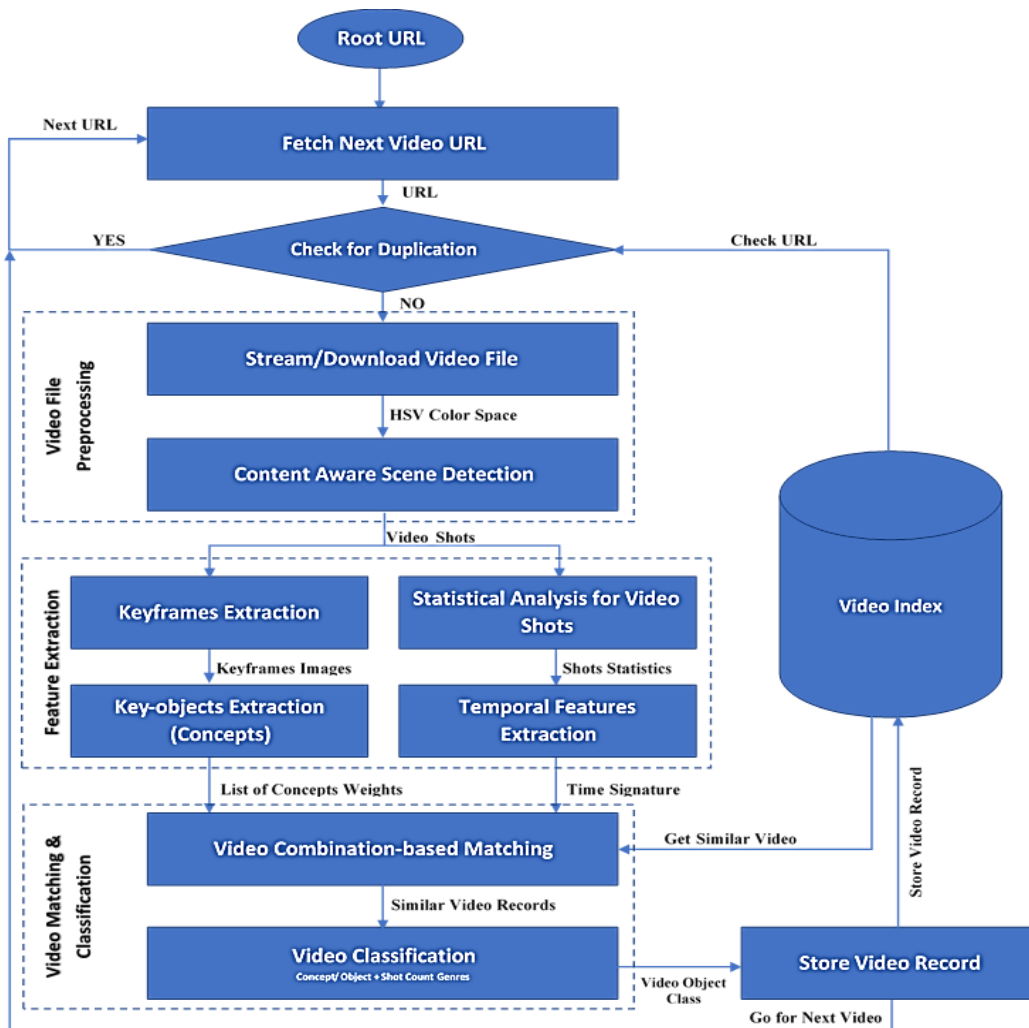 Root URL
Next URL
Fetch Next Video URL
URL
YES
Check for Duplication
Check URL
NO
Video File
Preprocessing
Stream/Download Video File
HSV Color Space
Content Aware Scene Detection
Video Shots
Feature Extraction
Keyframes Extraction
Statistical Analysis for Video
Shots
Video Index
Keyframes Images
Shots Statistics
Key-objects Extraction
(Concepts)
Temporal Features
Extraction
List of Concepts Weights
Time Signature
Video Matching &
Classification
Video Combination-based Matching
Get Similar Video
Store Video Record
Similar Video Records
Video Classification
Concept/ Object + Shot Count Genres
Video Object
Class
Store Video Record
Go for Next Video